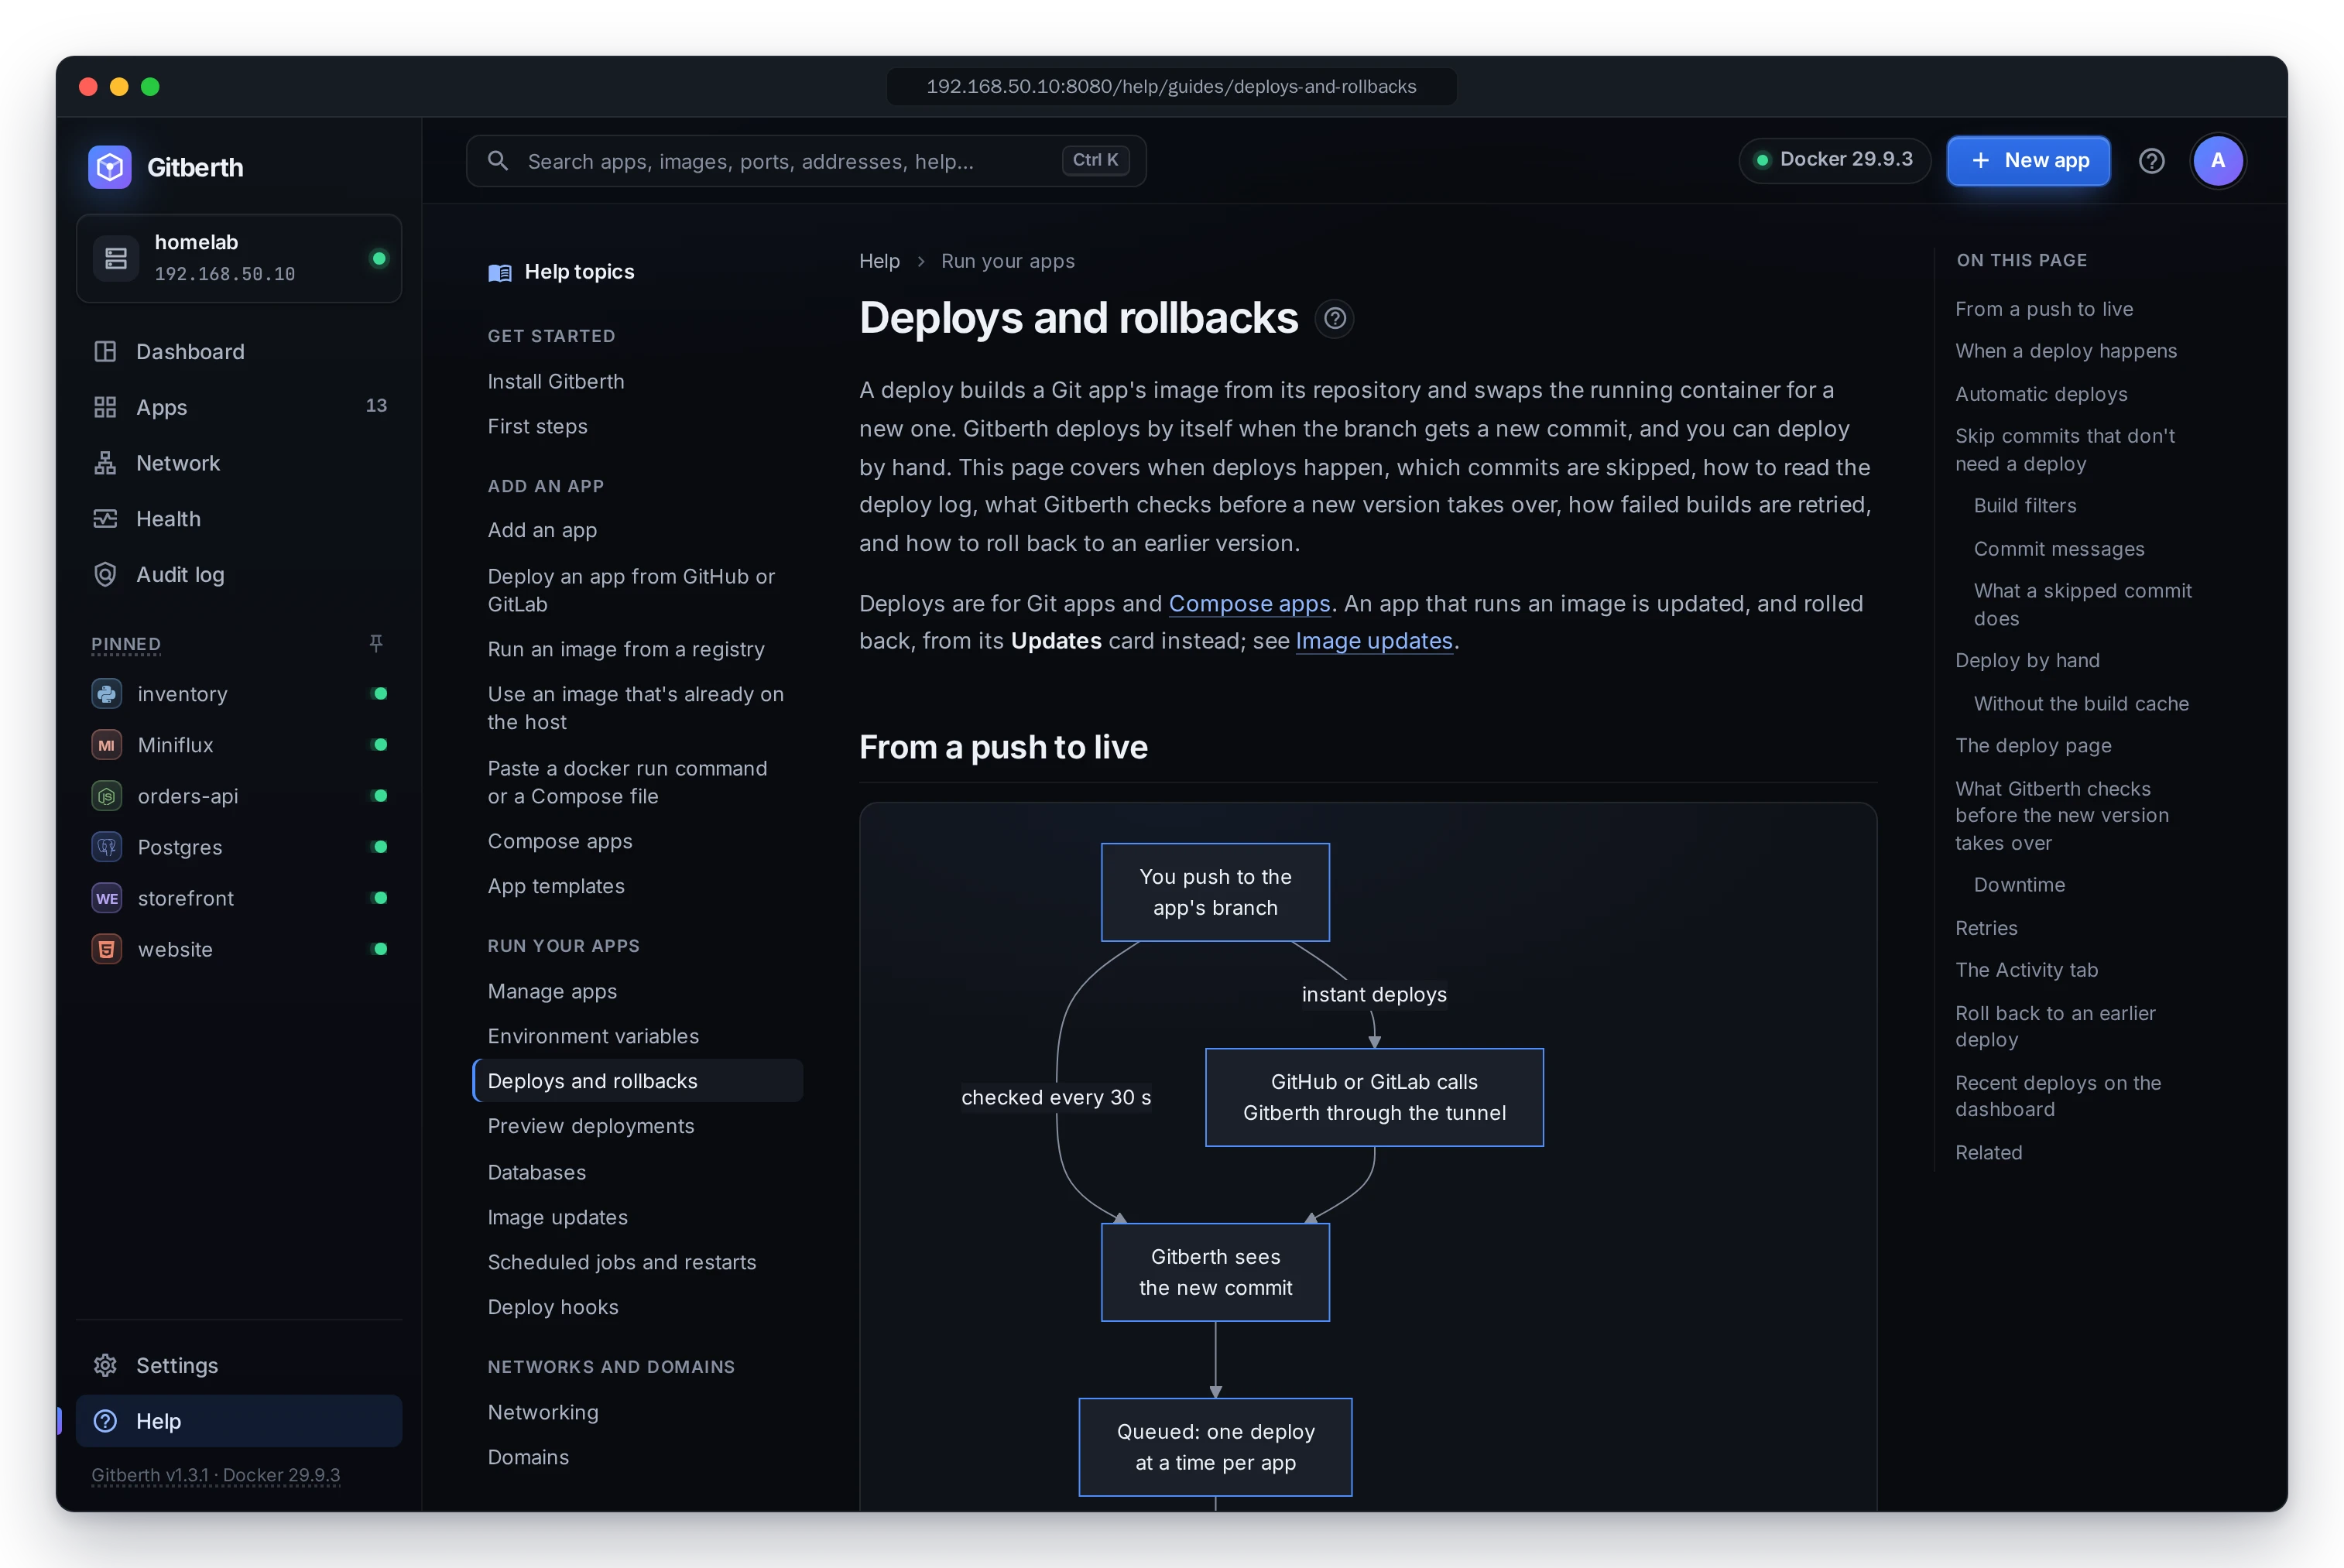 192.168.50.10:8080/help/guides/deploys-and-rollbacks
Gitberth
homelab
192.168.50.10
Dashboard
Apps 13
Network
Health
Audit log
PINNED
inventory
MI Miniflux
JS orders-api
Postgres
WE storefront
5 website
Settings
Help
Gitberth v1.3.1 · Docker 29.9.3
Search apps, images, ports, addresses, help... Ctrl K
Docker 29.9.3
+ New app
A
Help topics
GET STARTED
Install Gitberth
First steps
ADD AN APP
Add an app
Deploy an app from GitHub or
GitLab
Run an image from a registry
Use an image that's already on
the host
Paste a docker run command
or a Compose file
Compose apps
App templates
RUN YOUR APPS
Manage apps
Environment variables
Deploys and rollbacks
Preview deployments
Databases
Image updates
Scheduled jobs and restarts
Deploy hooks
NETWORKS AND DOMAINS
Networking
Domains
Help > Run your apps
Deploys and rollbacks
A deploy builds a Git app's image from its repository and swaps the running container for a
new one. Gitberth deploys by itself when the branch gets a new commit, and you can deploy
by hand. This page covers when deploys happen, which commits are skipped, how to read the
deploy log, what Gitberth checks before a new version takes over, how failed builds are retried,
and how to roll back to an earlier version.
Deploys are for Git apps and Compose apps. An app that runs an image is updated, and rolled
back, from its Updates card instead; see Image updates.
From a push to live
You push to the
app's branch
instant deploys
checked every 30 s
GitHub or GitLab calls
Gitberth through the tunnel
Gitberth sees
the new commit
Queued: one deploy
at a time per app
ON THIS PAGE
From a push to live
When a deploy happens
Automatic deploys
Skip commits that don't
need a deploy
Build filters
Commit messages
What a skipped commit
does
Deploy by hand
Without the build cache
The deploy page
What Gitberth checks
before the new version
takes over
Downtime
Retries
The Activity tab
Roll back to an earlier
deploy
Recent deploys on the
dashboard
Related